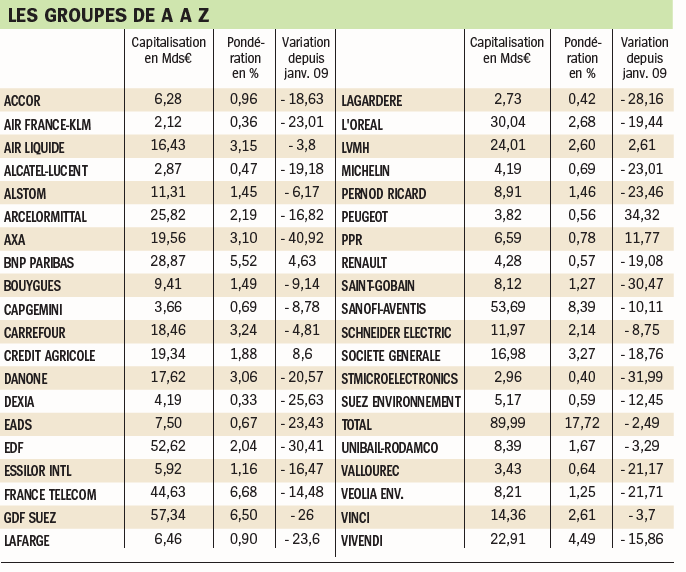 LES GROUPES DE A A Z
Capitalisation en Mds€ Pondé-ration en % Variation depuis janv. 09 Capitalisation en Mds€ Pondé-ration en % Variation depuis janv. 09
ACCOR 6,28 0,96 - 18,63 LAGARDERE 2,73 0,42 - 28,16
AIR FRANCE-KLM 2,12 0,36 - 23,01 L'OREAL 30,04 2,68 - 19,44
AIR LIQUIDE 16,43 3,15 - 3,8 LVMH 24,01 2,60 2,61
ALCATEL-LUCENT 2,87 0,47 - 19,18 MICHELIN 4,19 0,69 - 23,01
ALSTOM 11,31 1,45 - 6,17 PERNOD RICARD 8,91 1,46 - 23,46
ARCELORMITTAL 25,82 2,19 - 16,82 PEUGEOT 3,82 0,56 34,32
AXA 19,56 3,10 - 40,92 PPR 6,59 0,78 11,77
BNP PARIBAS 28,87 5,52 4,63 RENAULT 4,28 0,57 - 19,08
BOUYGUES 9,41 1,49 - 9,14 SAINT-GOBAIN 8,12 1,27 - 30,47
CAPGEMINI 3,66 0,69 - 8,78 SANOFI-AVENTIS 53,69 8,39 - 10,11
CARREFOUR 18,46 3,24 - 4,81 SCHNEIDER ELECTRIC 11,97 2,14 - 8,75
CREDIT AGRICOLE 19,34 1,88 8,6 SOCIETE GENERALE 16,98 3,27 - 18,76
DANONE 17,62 3,06 - 20,57 STMICROELECTRONICS 2,96 0,40 - 31,99
DEXIA 4,19 0,33 - 25,63 SUEZ ENVIRONNEMENT 5,17 0,59 - 12,45
EADS 7,50 0,67 - 23,43 TOTAL 89,99 17,72 - 2,49
EDF 52,62 2,04 - 30,41 UNIBAIL-RODAMCO 8,39 1,67 - 3,29
ESSILOR INTL 5,92 1,16 - 16,47 VALLOUREC 3,43 0,64 - 21,17
FRANCE TELECOM 44,63 6,68 - 14,48 VEOLIA ENV. 8,21 1,25 - 21,71
GDF SUEZ 57,34 6,50 - 26 VINCI 14,36 2,61 - 3,7
LAFARGE 6,46 0,90 - 23,6 VIVENDI 22,91 4,49 - 15,86